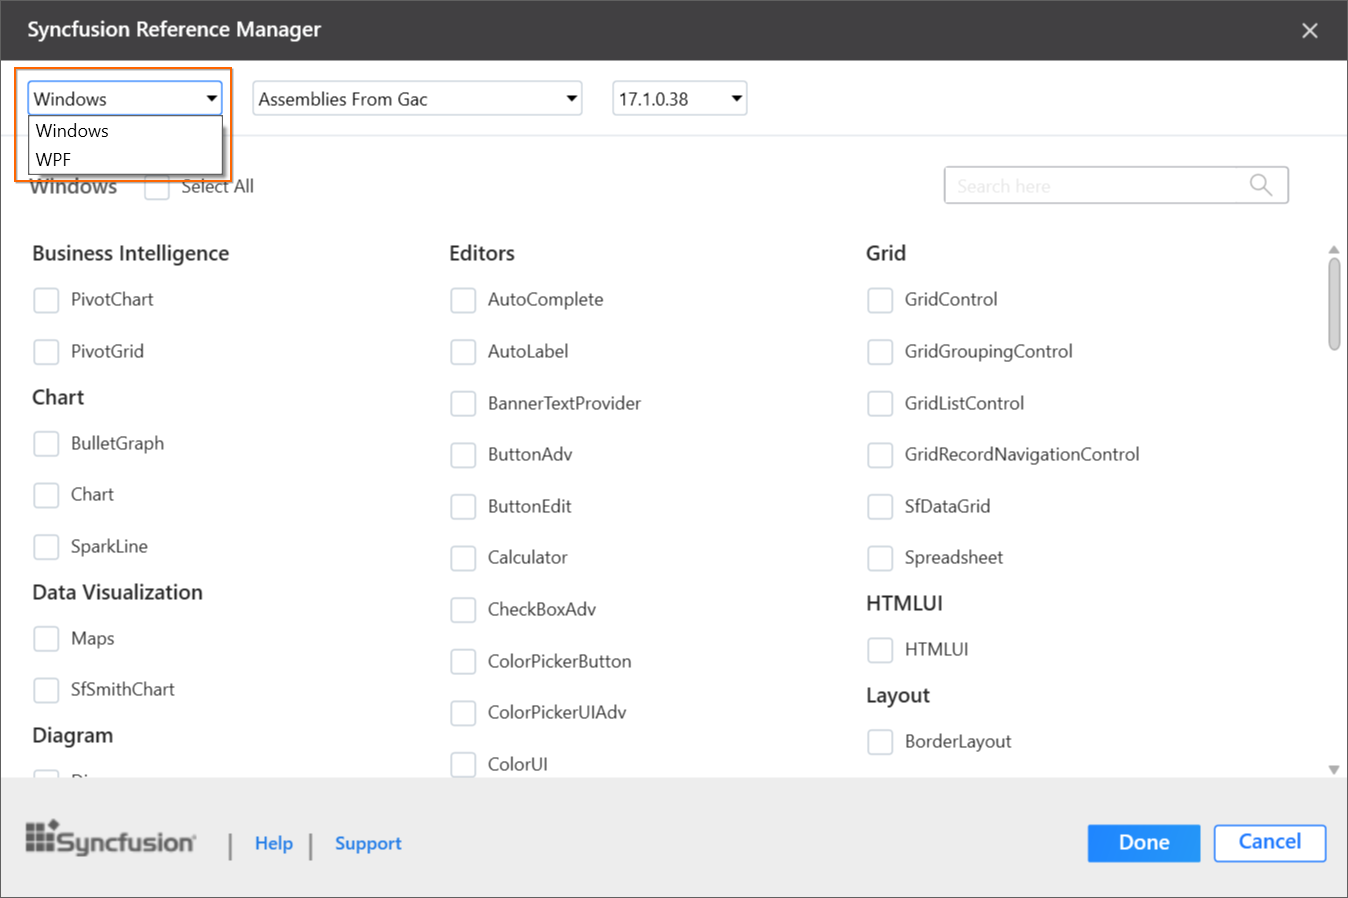 Syncfusion Reference Manager
Windows
Assemblies From Gac
17.1.0.38
Windows
WPF
Windows
Select All
Search here
Business Intelligence
PivotChart
PivotGrid
Chart
BulletGraph
Chart
SparkLine
Data Visualization
Maps
SfSmithChart
Diagram
Editors
AutoComplete
AutoLabel
BannerTextProvider
ButtonAdv
ButtonEdit
Calculator
CheckBoxAdv
ColorPickerButton
ColorPickerUIAdv
ColorUI
Grid
GridControl
GridGroupingControl
GridListControl
GridRecordNavigationControl
SfDataGrid
Spreadsheet
HTMLUI
HTMLUI
Layout
BorderLayout
Syncfusion
Help
Support
Done
Cancel